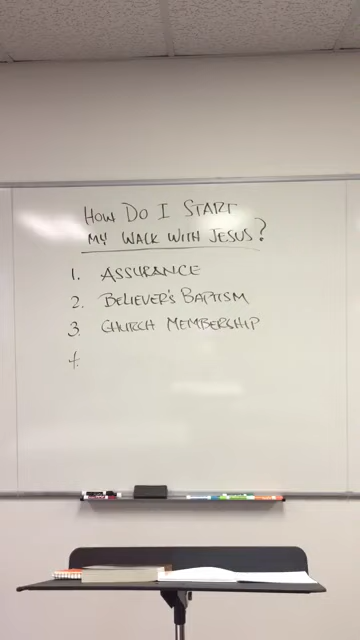 HOW DO I START
MY WALK WITH JESUS?
1. ASSURANCE
2. BELIEVER'S BAPTISM
3. CHURCH MEMBERSHIP
4.